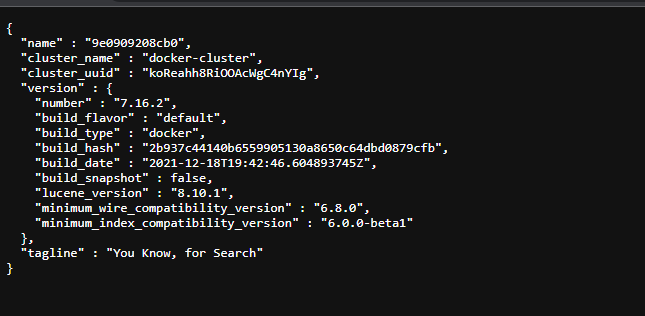 {
  "name" : "9e0909208cb0",
  "cluster_name" : "docker-cluster",
  "cluster_uuid" : "koReahh8RiOOAcWgC4nYIg",
  "version" : {
    "number" : "7.16.2",
    "build_flavor" : "default",
    "build_type" : "docker",
    "build_hash" : "2b937c44140b6559905130a8650c64dbd0879cfb",
    "build_date" : "2021-12-18T19:42:46.604893745Z",
    "build_snapshot" : false,
    "lucene_version" : "8.10.1",
    "minimum_wire_compatibility_version" : "6.8.0",
    "minimum_index_compatibility_version" : "6.0.0-beta1"
  },
  "tagline" : "You Know, for Search"
}